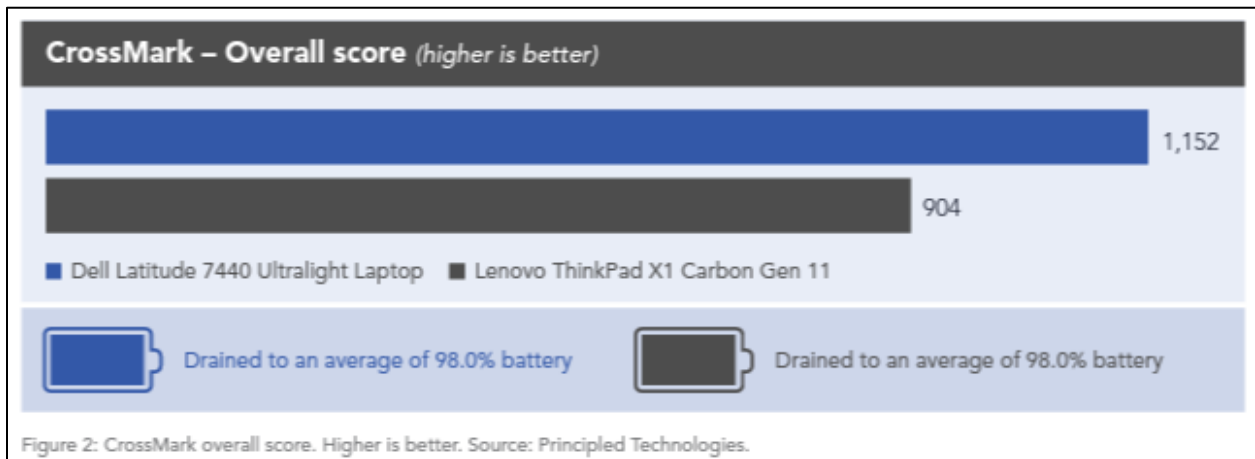 CrossMark – Overall score (higher is better)
1,152
904
Dell Latitude 7440 Ultralight Laptop Lenovo ThinkPad X1 Carbon Gen 11
Drained to an average of 98.0% battery Drained to an average of 98.0% battery
Figure 2: CrossMark overall score. Higher is better. Source: Principled Technologies.